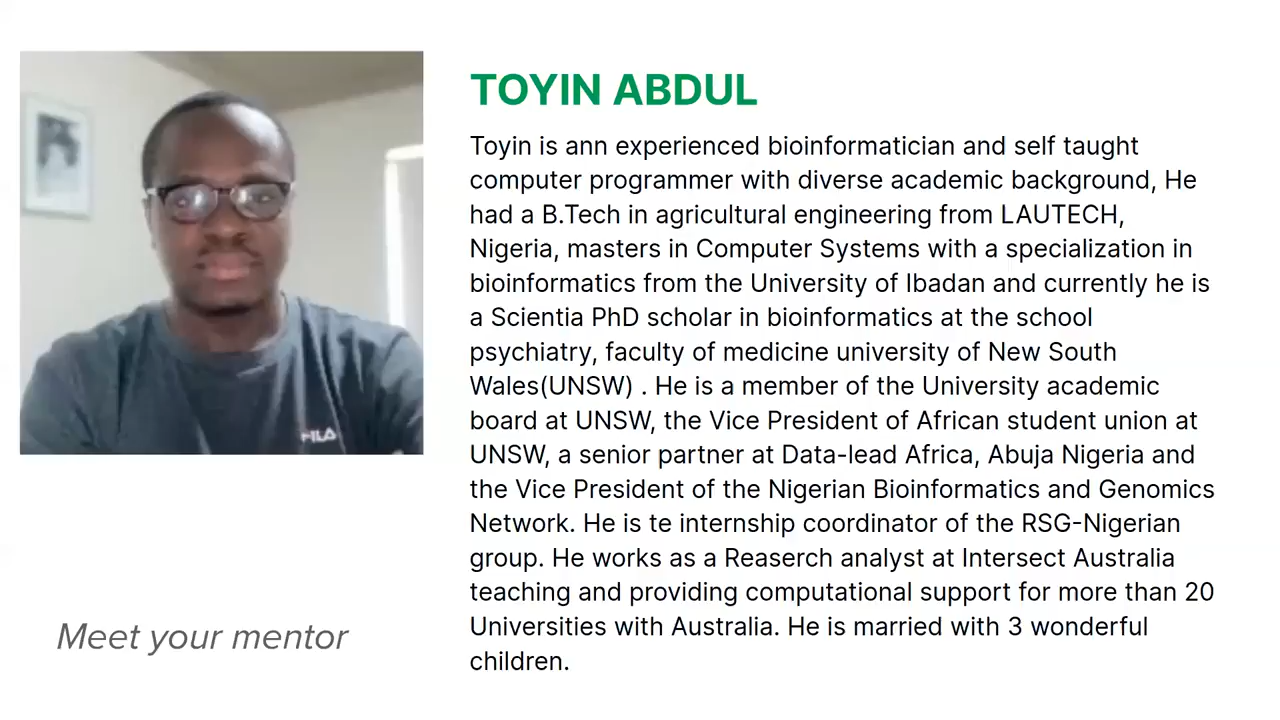 TOYIN ABDUL
Toyin is ann experienced bioinformatician and self taught
computer programmer with diverse academic background, He
had a B.Tech in agricultural engineering from LAUTECH,
Nigeria, masters in Computer Systems with a specialization in
bioinformatics from the University of Ibadan and currently he is
a Scientia PhD scholar in bioinformatics at the school
psychiatry, faculty of medicine university of New South
Wales(UNSW) . He is a member of the University academic
board at UNSW, the Vice President of African student union at
UNSW, a senior partner at Data-lead Africa, Abuja Nigeria and
the Vice President of the Nigerian Bioinformatics and Genomics
Network. He is te internship coordinator of the RSG-Nigerian
group. He works as a Reaserch analyst at Intersect Australia
teaching and providing computational support for more than 20
Universities with Australia. He is married with 3 wonderful
children.
FILA
Meet your mentor